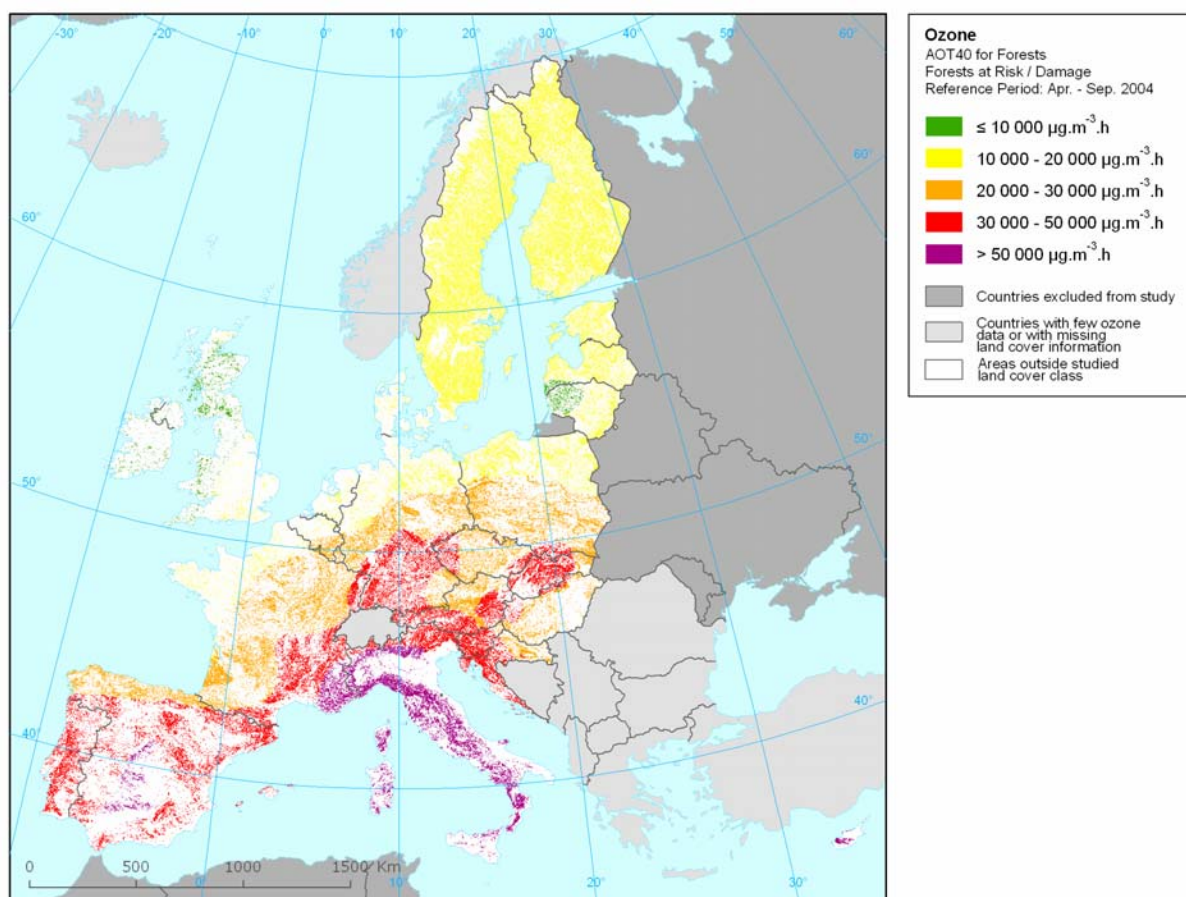 -30°
-20°
-10°
0°
10°
20°
30°
40°
50°
60°
60°
60°
50°
50°
40°
40°
0 500 1000 1500 Km
0°
10°
20°
30°
Ozone
AOT40 for Forests
Forests at Risk / Damage
Reference Period: Apr. - Sep. 2004
≤ 10 000 µg.m⁻³.h
10 000 - 20 000 µg.m⁻³.h
20 000 - 30 000 µg.m⁻³.h
30 000 - 50 000 µg.m⁻³.h
> 50 000 µg.m⁻³.h
Countries excluded from study
Countries with few ozone
data or with missing
land cover information
Areas outside studied
land cover class